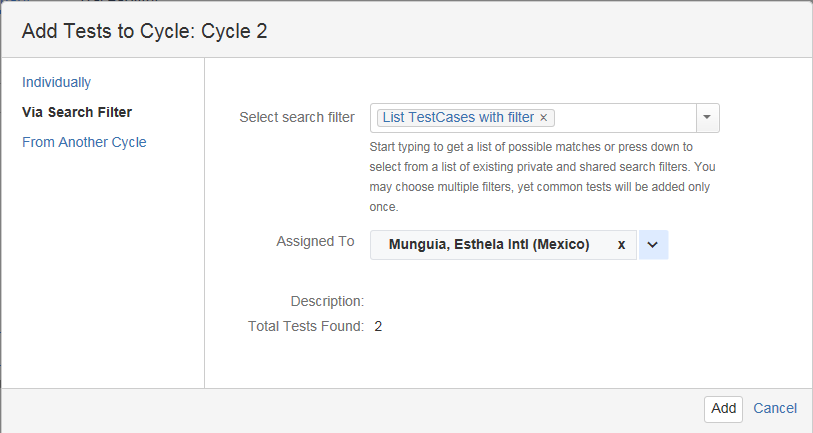 Add Tests to Cycle: Cycle 2
Individually
Via Search Filter
From Another Cycle
Select search filter
List TestCases with filter ×
Start typing to get a list of possible matches or press down to
select from a list of existing private and shared search filters. You
may choose multiple filters, yet common tests will be added only
once.
Assigned To
Munguia, Esthela Intl (Mexico) x
Description:
Total Tests Found: 2
Add Cancel